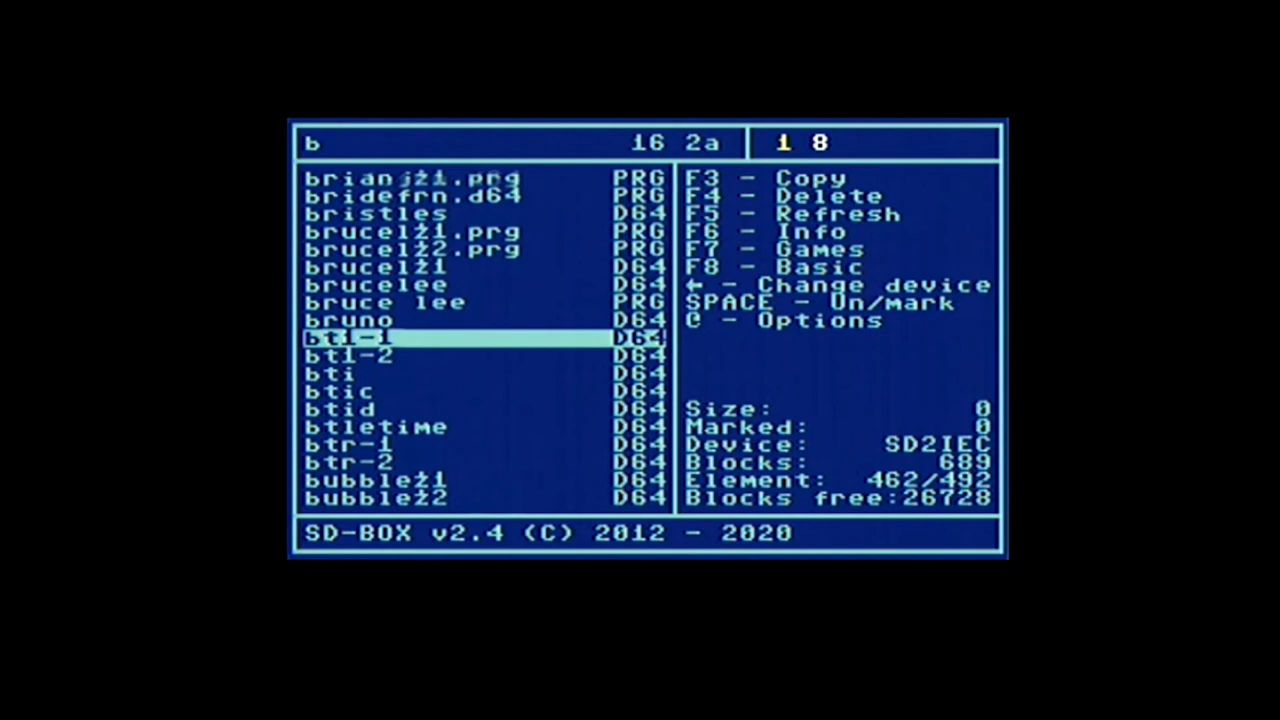 b 16 2a 1 8
bridefrn.d64 PRG
bristles D64
brucelż1.prg PRG
brucelż2.prg PRG
brucelż1 D64
brucelee D64
bruce lee PRG
bruno D64
bt1-1 D64
bt1-2 D64
bti D64
btic D64
btid D64
btletime D64
btr-1 D64
btr-2 D64
bubbleż1 D64
bubbleż2 D64
F3 - Copy
F4 - Delete
F5 - Refresh
F6 - Info
F7 - Games
F8 - Basic
← - Change device
SPACE - Un/mark
@ - Options
Size: 0
Marked: 0
Device: SD2IEC
Blocks: 689
Element: 462/492
Blocks free:26728
SD-BOX v2.4 (C) 2012 - 2020